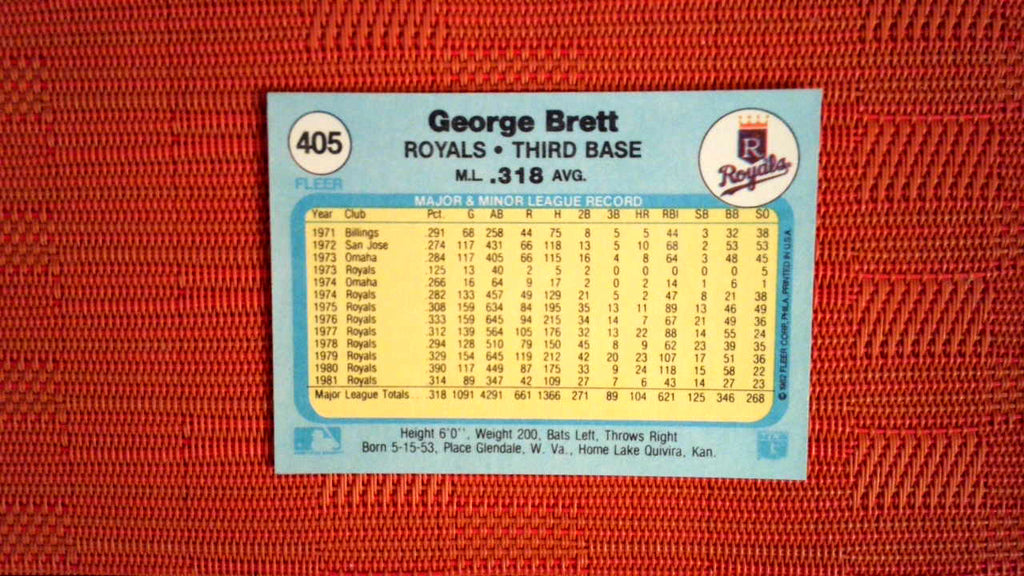 405
FLEER
George Brett
ROYALS • THIRD BASE
M.L. .318 AVG.
R
Royals
MAJOR & MINOR LEAGUE RECORD
Year Club Pct. G AB R H 2B 3B HR RBI SB BB SO
1971 Billings .291 68 258 44 75 8 5 5 44 3 32 38
1972 San Jose .274 117 431 66 118 13 5 10 68 2 53 53
1973 Omaha .284 117 405 66 115 16 4 8 64 3 48 45
1973 Royals .125 13 40 2 5 2 0 0 0 0 0 5
1974 Omaha .266 16 64 9 17 2 0 2 14 1 6 1
1974 Royals .282 133 457 49 129 21 5 2 47 8 21 38
1975 Royals .308 159 634 84 195 35 13 11 89 13 46 49
1976 Royals .333 159 645 94 215 34 14 7 67 21 49 36
1977 Royals .312 139 564 105 176 32 13 22 88 14 55 24
1978 Royals .294 128 510 79 150 45 8 9 62 23 39 35
1979 Royals .329 154 645 119 212 42 20 23 107 17 51 36
1980 Royals .390 117 449 87 175 33 9 24 118 15 58 22
1981 Royals .314 89 347 42 109 27 7 6 43 14 27 23
Major League Totals .318 1091 4291 661 1366 271 89 104 621 125 346 268
© 1982 FLEER CORP., PHILA. PRINTED IN U.S.A.
Height 6'0'', Weight 200, Bats Left, Throws Right
Born 5-15-53, Place Glendale, W. Va., Home Lake Quivira, Kan.